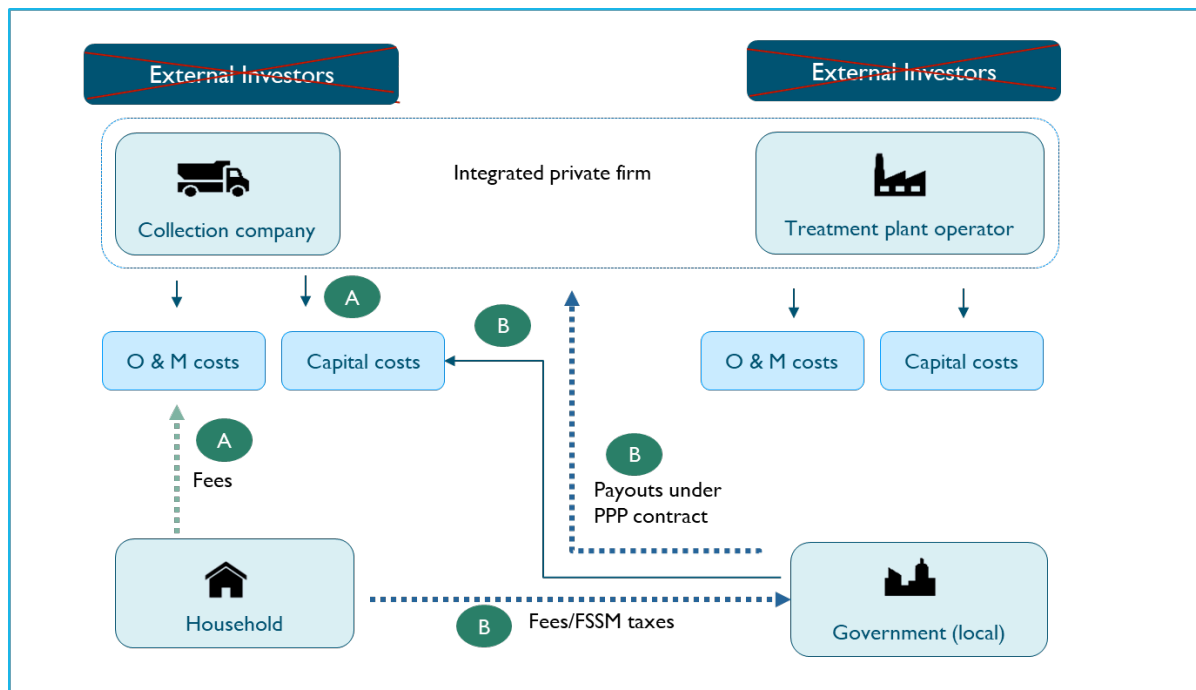 External Investors
External Investors
Integrated private firm
Collection company
Treatment plant operator
A
B
O & M costs
Capital costs
O & M costs
Capital costs
A
Fees
B
Payouts under
PPP contract
Household
B
Fees/FSSM taxes
Government (local)